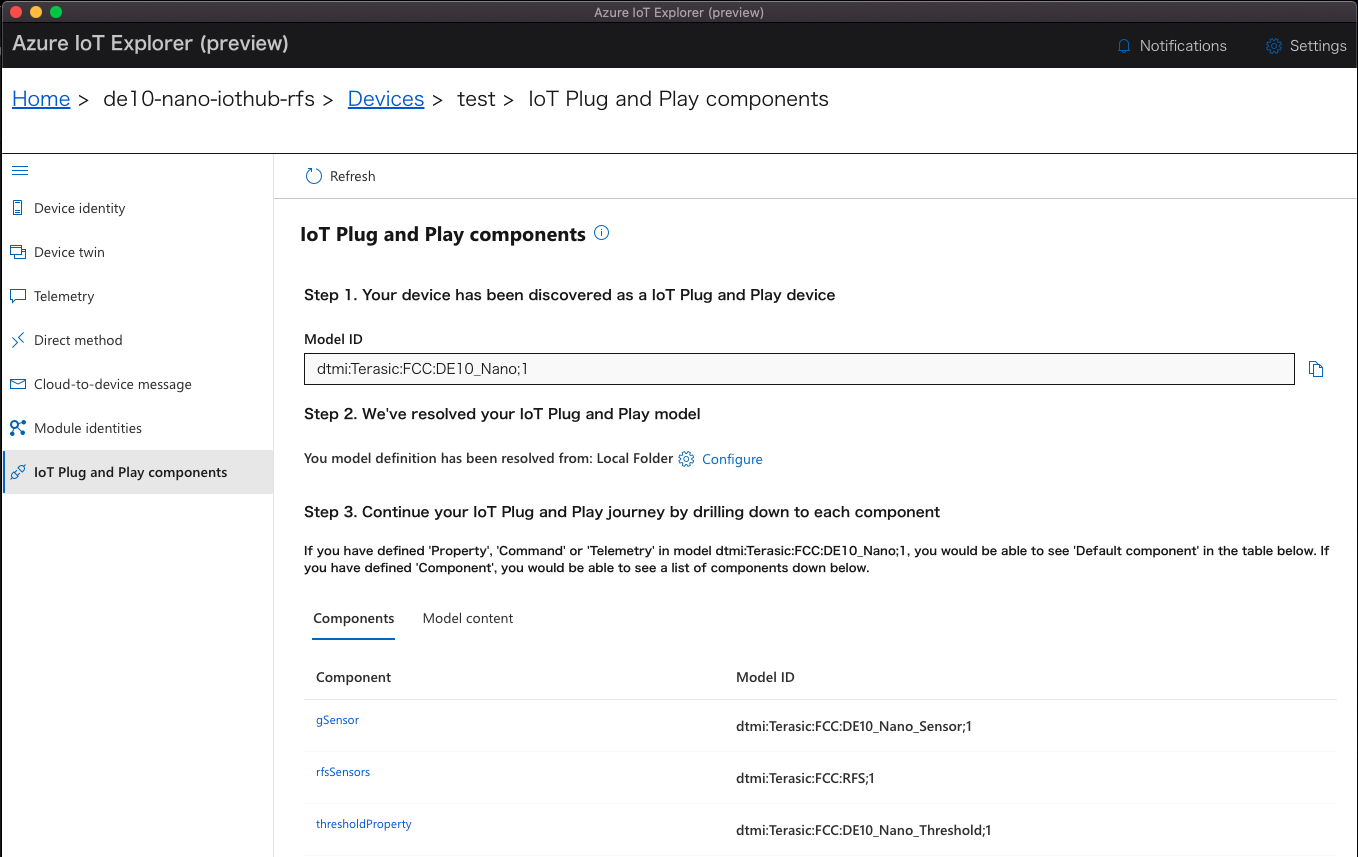 Azure IoT Explorer (preview)
Azure IoT Explorer (preview)
Notifications
Settings
Home > de10-nano-iothub-rfs > Devices > test > IoT Plug and Play components
Refresh
Device identity
Device twin
Telemetry
Direct method
Cloud-to-device message
Module identities
IoT Plug and Play components
IoT Plug and Play components
Step 1. Your device has been discovered as a IoT Plug and Play device
Model ID
dtmi:Terasic:FCC:DE10_Nano;1
Step 2. We've resolved your IoT Plug and Play model
You model definition has been resolved from: Local Folder Configure
Step 3. Continue your IoT Plug and Play journey by drilling down to each component
If you have defined 'Property', 'Command' or 'Telemetry' in model dtmi:Terasic:FCC:DE10_Nano;1, you would be able to see 'Default component' in the table below. If
you have defined 'Component', you would be able to see a list of components down below.
Components Model content
Component Model ID
gSensor dtmi:Terasic:FCC:DE10_Nano_Sensor;1
rfsSensors dtmi:Terasic:FCC:RFS;1
thresholdProperty dtmi:Terasic:FCC:DE10_Nano_Threshold;1